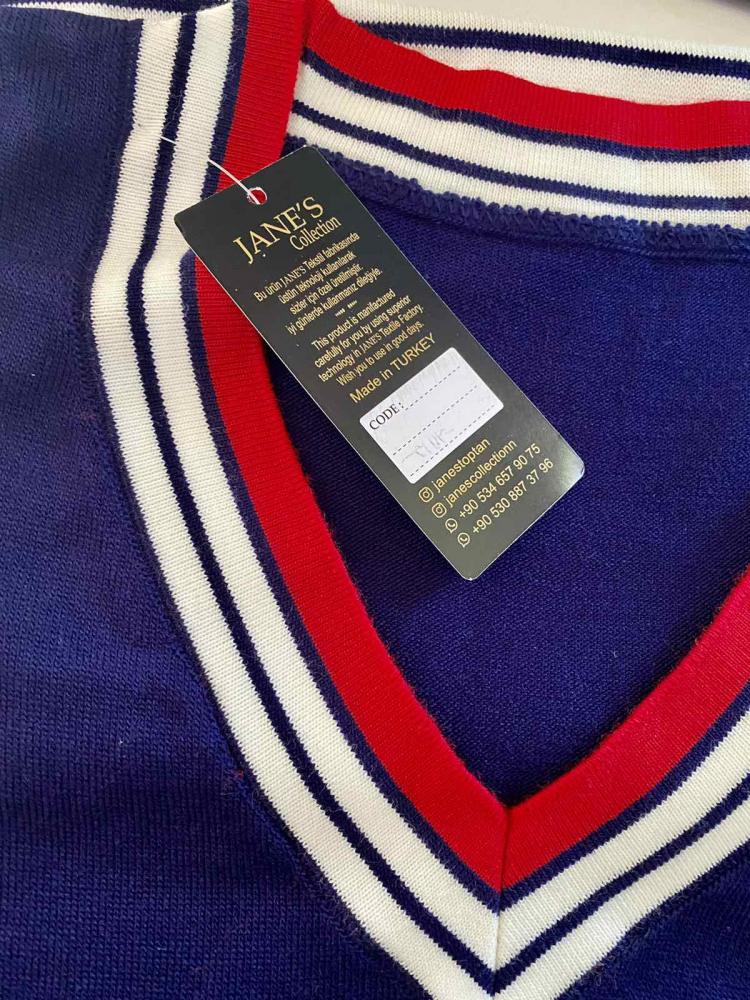 JANE'S
Collection
Bu ürün JANE'S Tekstil fabrikasında
üstün teknoloji kullanılarak
sizler için özel üretilmiştir.
İyi günlerde kullanmanız dileğiyle.
This product is manifactured
carefully for you by using superior
technology in JANE'S Textile Factory.
Wish you to use in good days.
Made in TURKEY
CODE:
janestoptan
janescollectionn
+90 534 657 90 75
+90 530 887 37 96